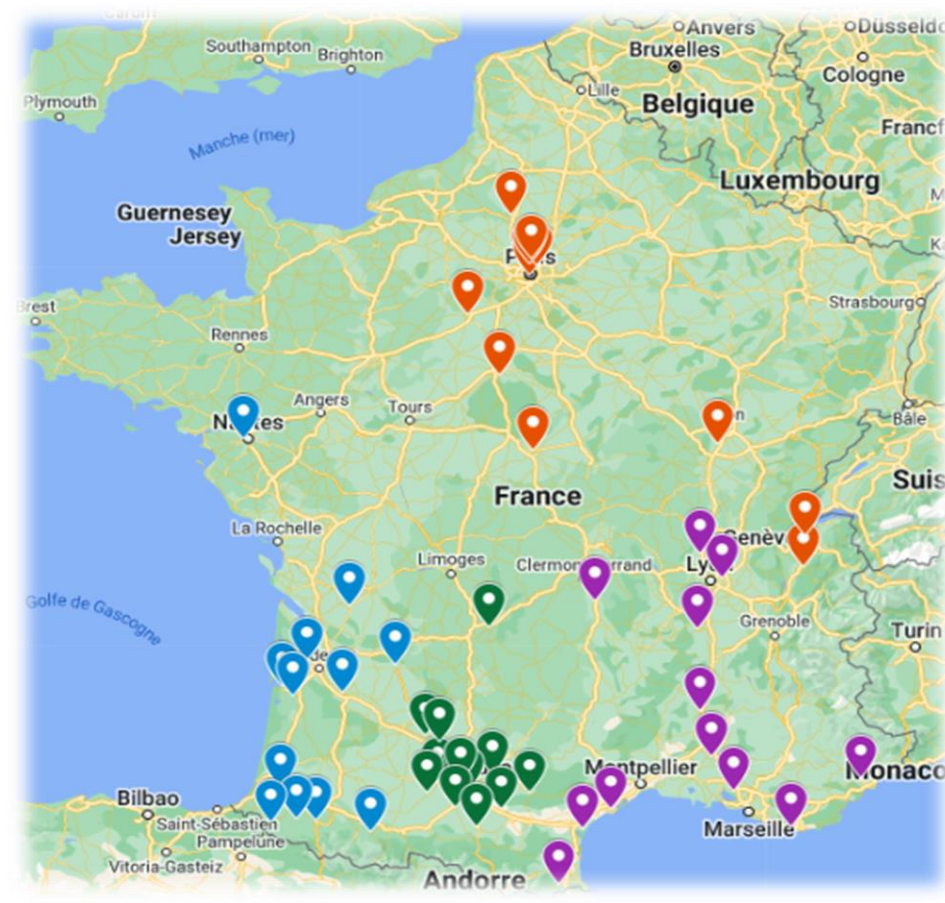 Southampton
Brighton
Plymouth
Manche (mer)
Anvers
Düsseldo
Bruxelles
Cologne
Lille
Belgique
Francf
Luxembourg
Guernesey
Jersey
Brest
Rennes
Strasbourg
Angers
Tours
Bâle
France
Suis
La Rochelle
Genèv
Limoges
Golfe de Gascogne
Grenoble
Turin
Montpellier
Monaco
Bilbao
Saint-Sébastien
Marseille
Pampelune
Vitoria-Gasteiz
Andorre